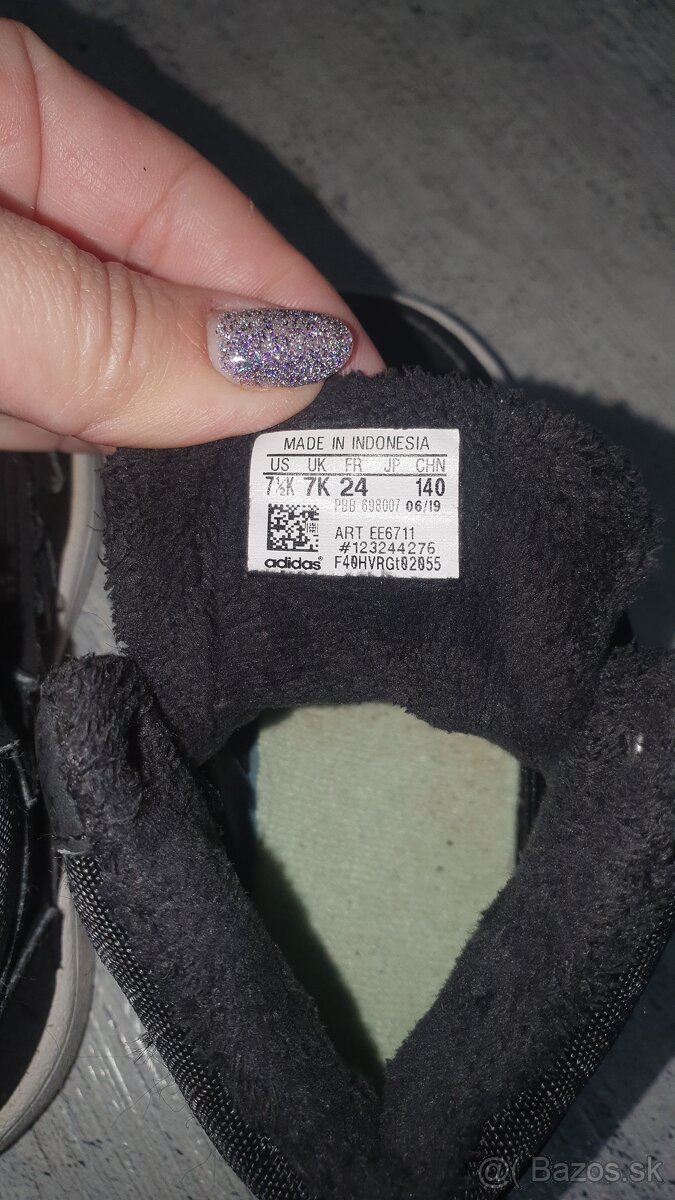 MADE IN INDONESIA
US UK FR JP CHN
7½K 7K 24 140
PBB 698007 06/19
ART EE6711
#123244276
adidas® F40HVRGt02055
@( Bazos.sk